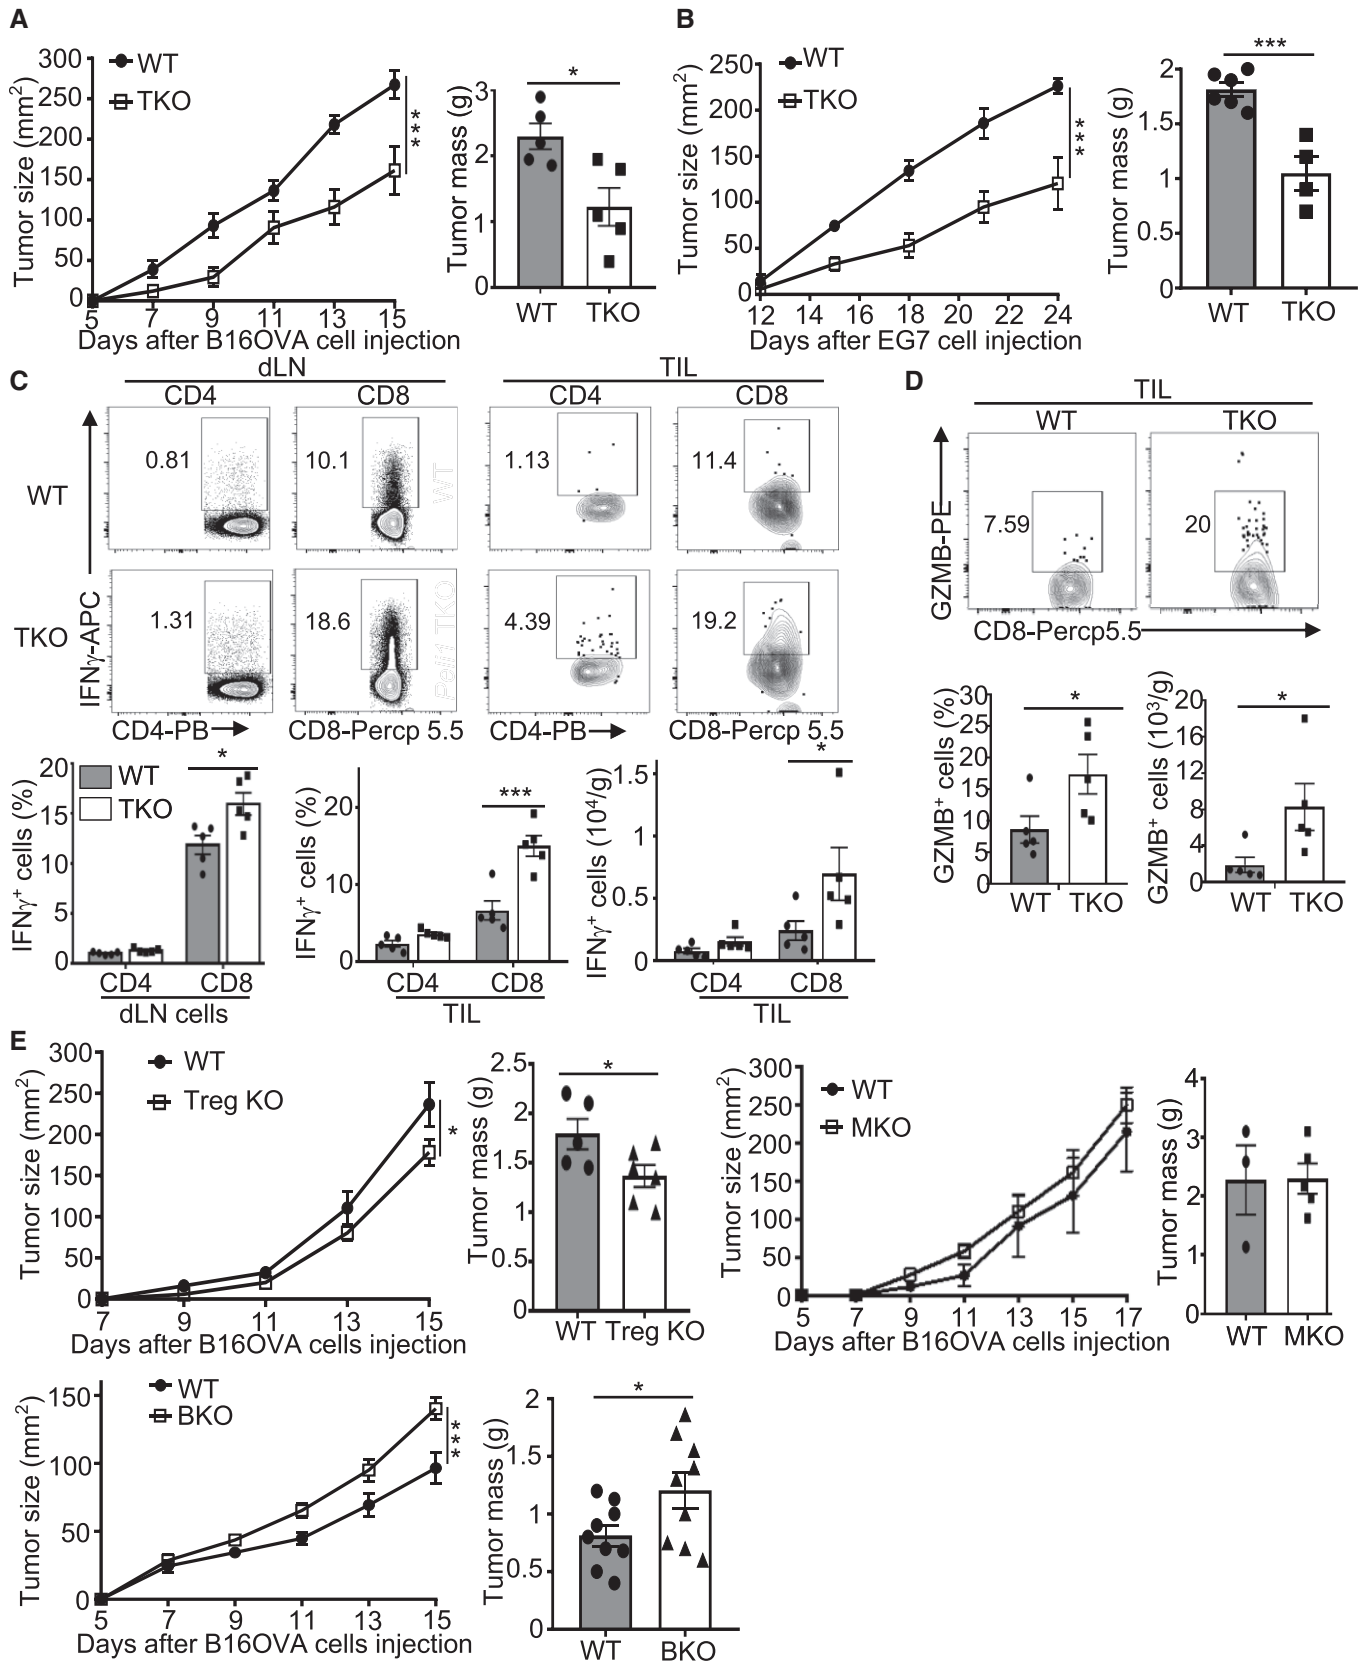 A
300
250
200
150
100
50
0
Tumor size (mm2)
WT
TKO
***
5 7 9 11 13 15
Days after B16OVA cell injection
3
2
1
0
Tumor mass (g)
*
WT TKO
B
250
200
150
100
50
0
Tumor size (mm2)
WT
TKO
***
12 14 16 18 20 22 24
Days after EG7 cell injection
2
1.5
1
0.5
0
Tumor mass (g)
***
WT TKO
C
dLN TIL
CD4 CD8 CD4 CD8
WT
0.81 10.1 1.13 11.4
WT
TKO
1.31 18.6 4.39 19.2
Peli1 TKO
IFNγ-APC
CD4-PB CD8-Percp 5.5 CD4-PB CD8-Percp 5.5
20
15
10
5
0
IFNγ+ cells (%)
WT
TKO
*
CD4 CD8
dLN cells
20
10
0
IFNγ+ cells (%)
***
CD4 CD8
TIL
1.5
1
0.5
0
IFNγ+ cells (104/g)
*
CD4 CD8
TIL
D
TIL
WT TKO
7.59 20
GZMB-PE
CD8-Percp5.5
30
25
20
15
10
5
0
GZMB+ cells (%)
*
WT TKO
20
16
12
8
4
0
GZMB+ cells (103/g)
*
WT TKO
E
300
250
200
150
100
50
0
Tumor size (mm2)
WT
Treg KO
*
7 9 11 13 15
Days after B16OVA cells injection
2.5
2
1.5
1
0.5
0
Tumor mass (g)
*
WT Treg KO
300
250
200
150
100
50
0
Tumor size (mm2)
WT
MKO
5 7 9 11 13 15 17
Days after B16OVA cells injection
4
3
2
1
0
Tumor mass (g)
WT MKO
150
100
50
0
Tumor size (mm2)
WT
BKO
***
5 7 9 11 13 15
Days after B16OVA cells injection
2
1.5
1
0.5
0
Tumor mass (g)
*
WT BKO